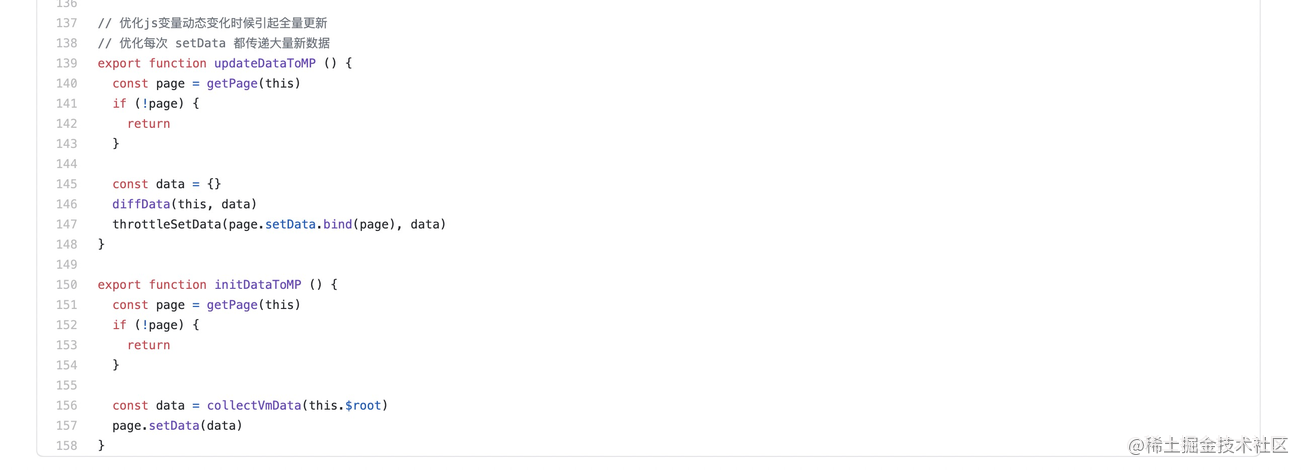 136
137 // 优化js变量动态变化时候引起全量更新
138 // 优化每次 setData 都传递大量新数据
139 export function updateDataToMP () {
140   const page = getPage(this)
141   if (!page) {
142     return
143   }
144
145   const data = {}
146   diffData(this, data)
147   throttleSetData(page.setData.bind(page), data)
148 }
149
150 export function initDataToMP () {
151   const page = getPage(this)
152   if (!page) {
153     return
154   }
155
156   const data = collectVmData(this.$root)
157   page.setData(data)
158 }
@稀土掘金技术社区